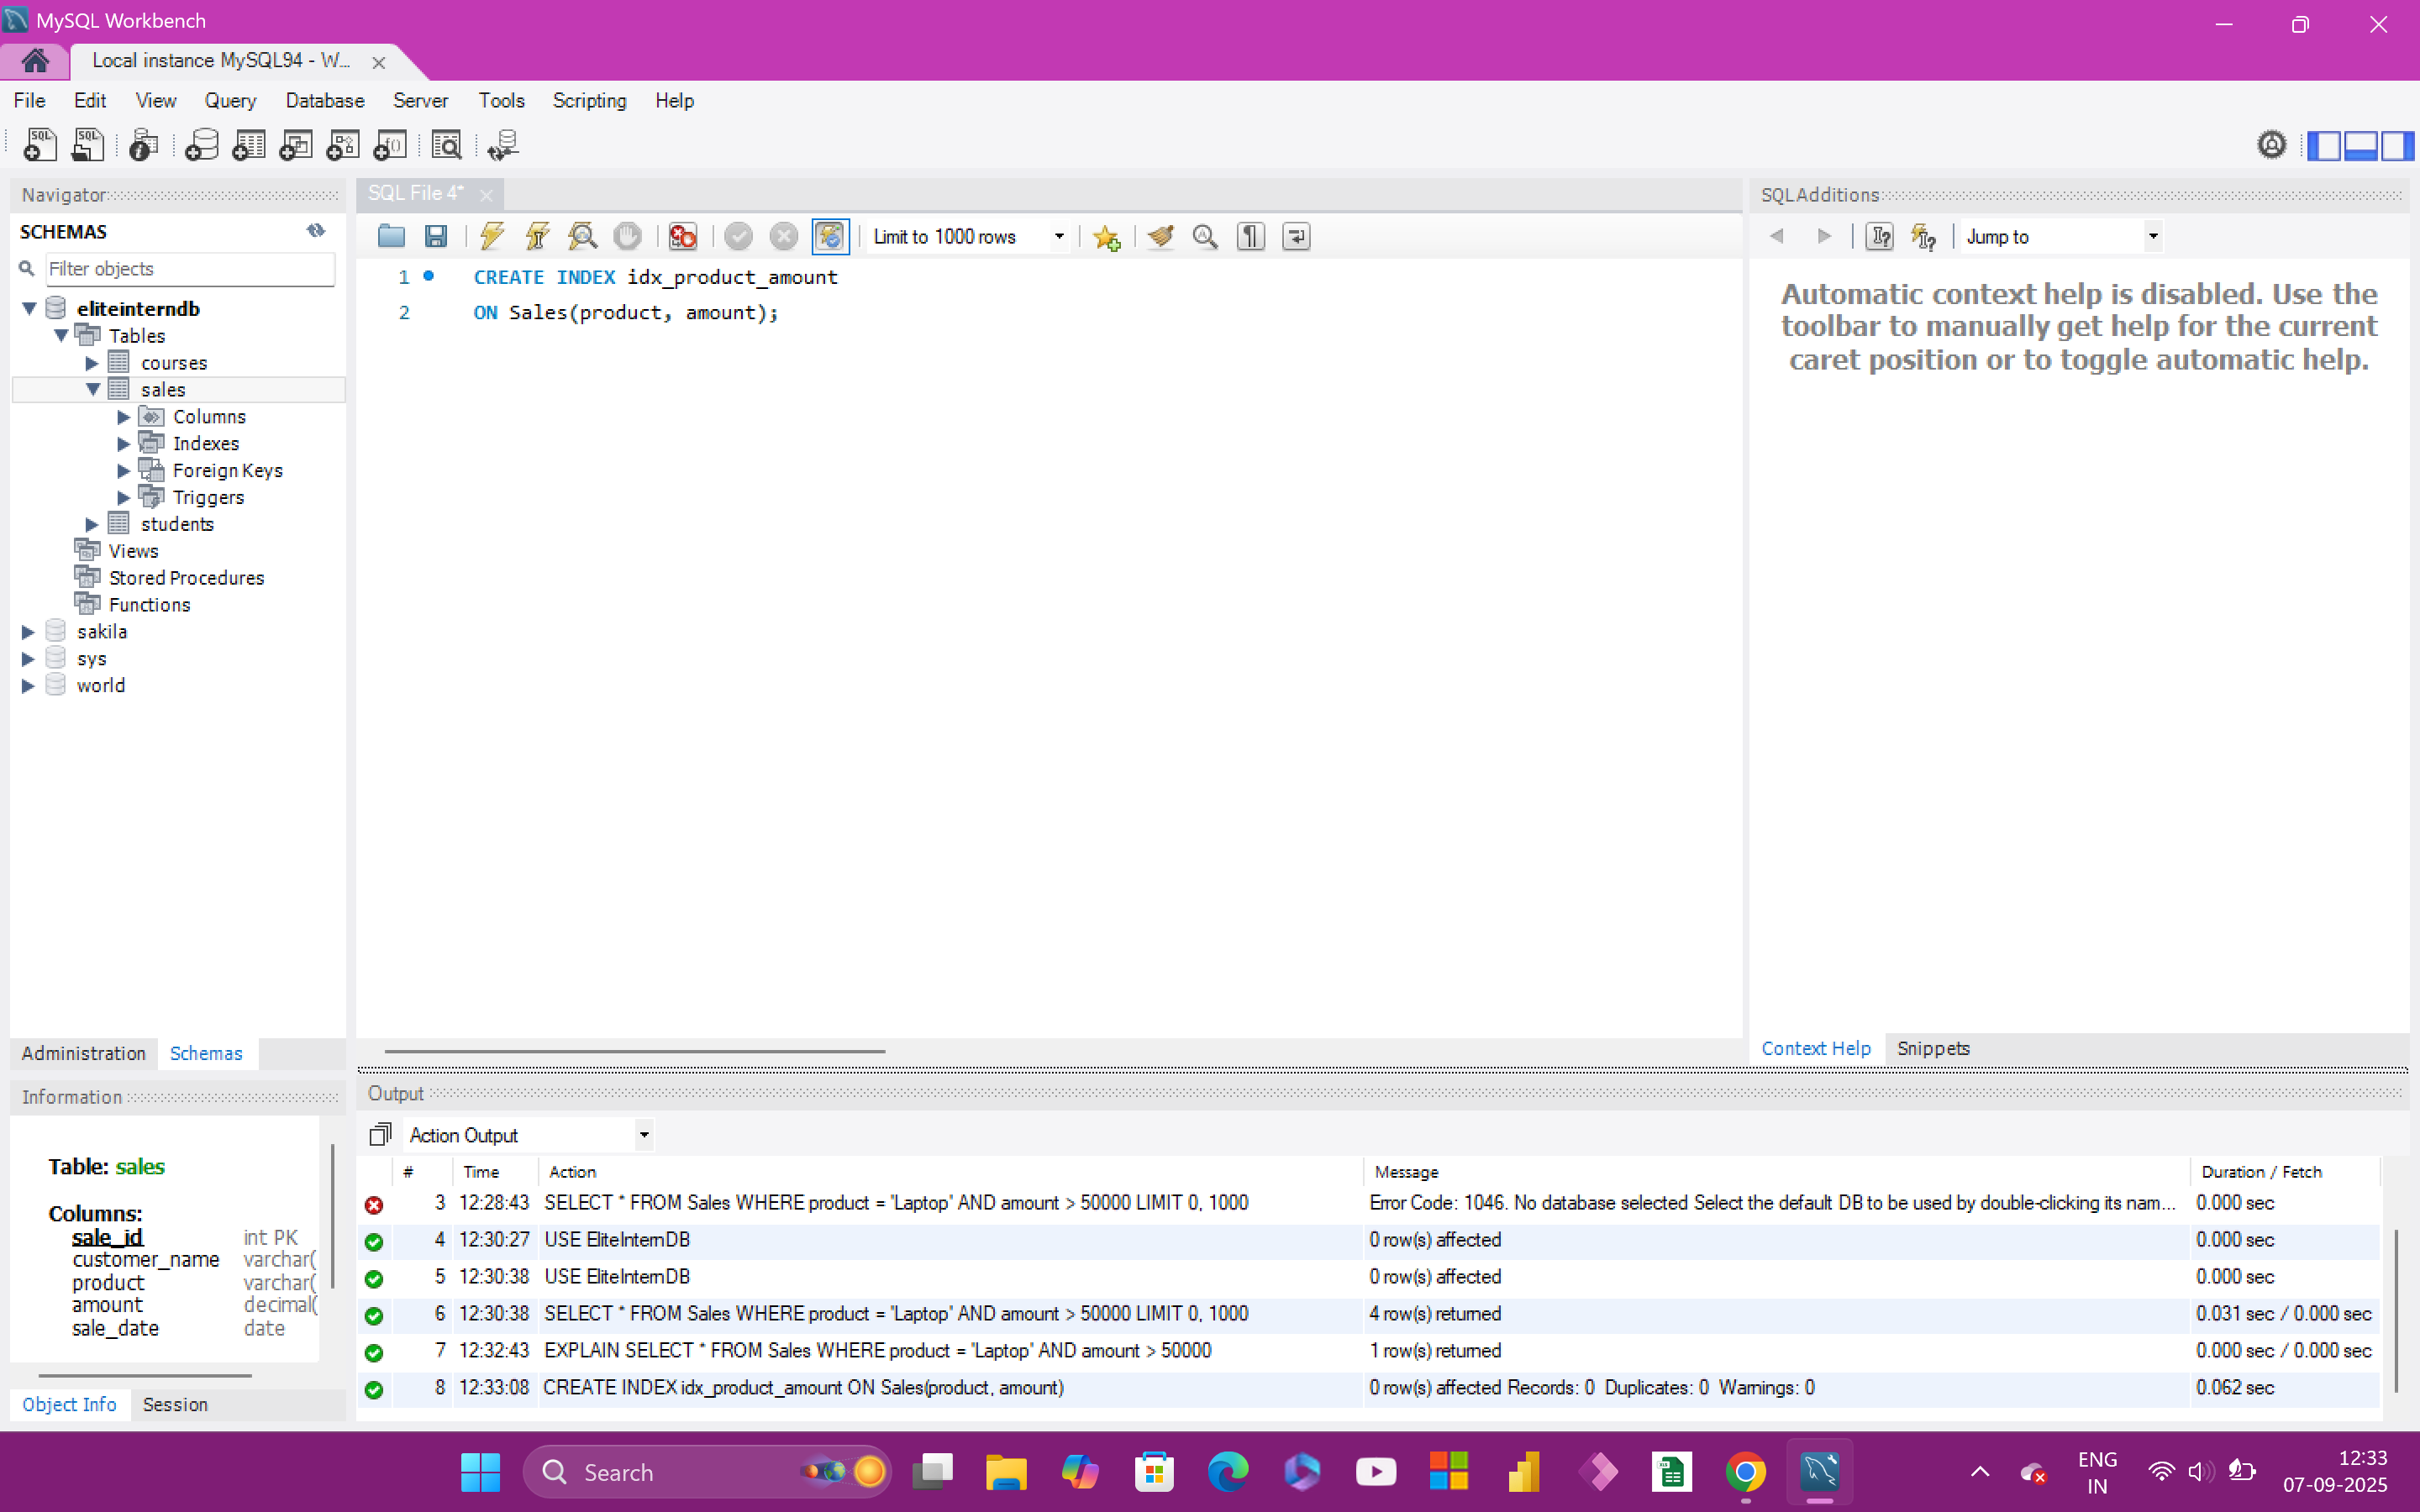 MySQL Workbench
Local instance MySQL94 - W...
File Edit View Query Database Server Tools Scripting Help
Navigator
SCHEMAS
Filter objects
eliteinterndb
Tables
courses
sales
Columns
Indexes
Foreign Keys
Triggers
students
Views
Stored Procedures
Functions
sakila
sys
world
Administration Schemas
Information
Table: sales
Columns:
sale_id int PK
customer_name varchar(
product varchar(
amount decimal(
sale_date date
Object Info Session
SQL File 4*
Limit to 1000 rows
1 CREATE INDEX idx_product_amount
2 ON Sales(product, amount);
SQLAdditions
Jump to
Automatic context help is disabled. Use the
toolbar to manually get help for the current
caret position or to toggle automatic help.
Context Help Snippets
Output
Action Output
# Time Action Message Duration / Fetch
3 12:28:43 SELECT * FROM Sales WHERE product = 'Laptop' AND amount > 50000 LIMIT 0, 1000 Error Code: 1046. No database selected Select the default DB to be used by double-clicking its nam... 0.000 sec
4 12:30:27 USE EliteInternDB 0 row(s) affected 0.000 sec
5 12:30:38 USE EliteInternDB 0 row(s) affected 0.000 sec
6 12:30:38 SELECT * FROM Sales WHERE product = 'Laptop' AND amount > 50000 LIMIT 0, 1000 4 row(s) returned 0.031 sec / 0.000 sec
7 12:32:43 EXPLAIN SELECT * FROM Sales WHERE product = 'Laptop' AND amount > 50000 1 row(s) returned 0.000 sec / 0.000 sec
8 12:33:08 CREATE INDEX idx_product_amount ON Sales(product, amount) 0 row(s) affected Records: 0 Duplicates: 0 Warnings: 0 0.062 sec
Search
ENG
IN
12:33
07-09-2025